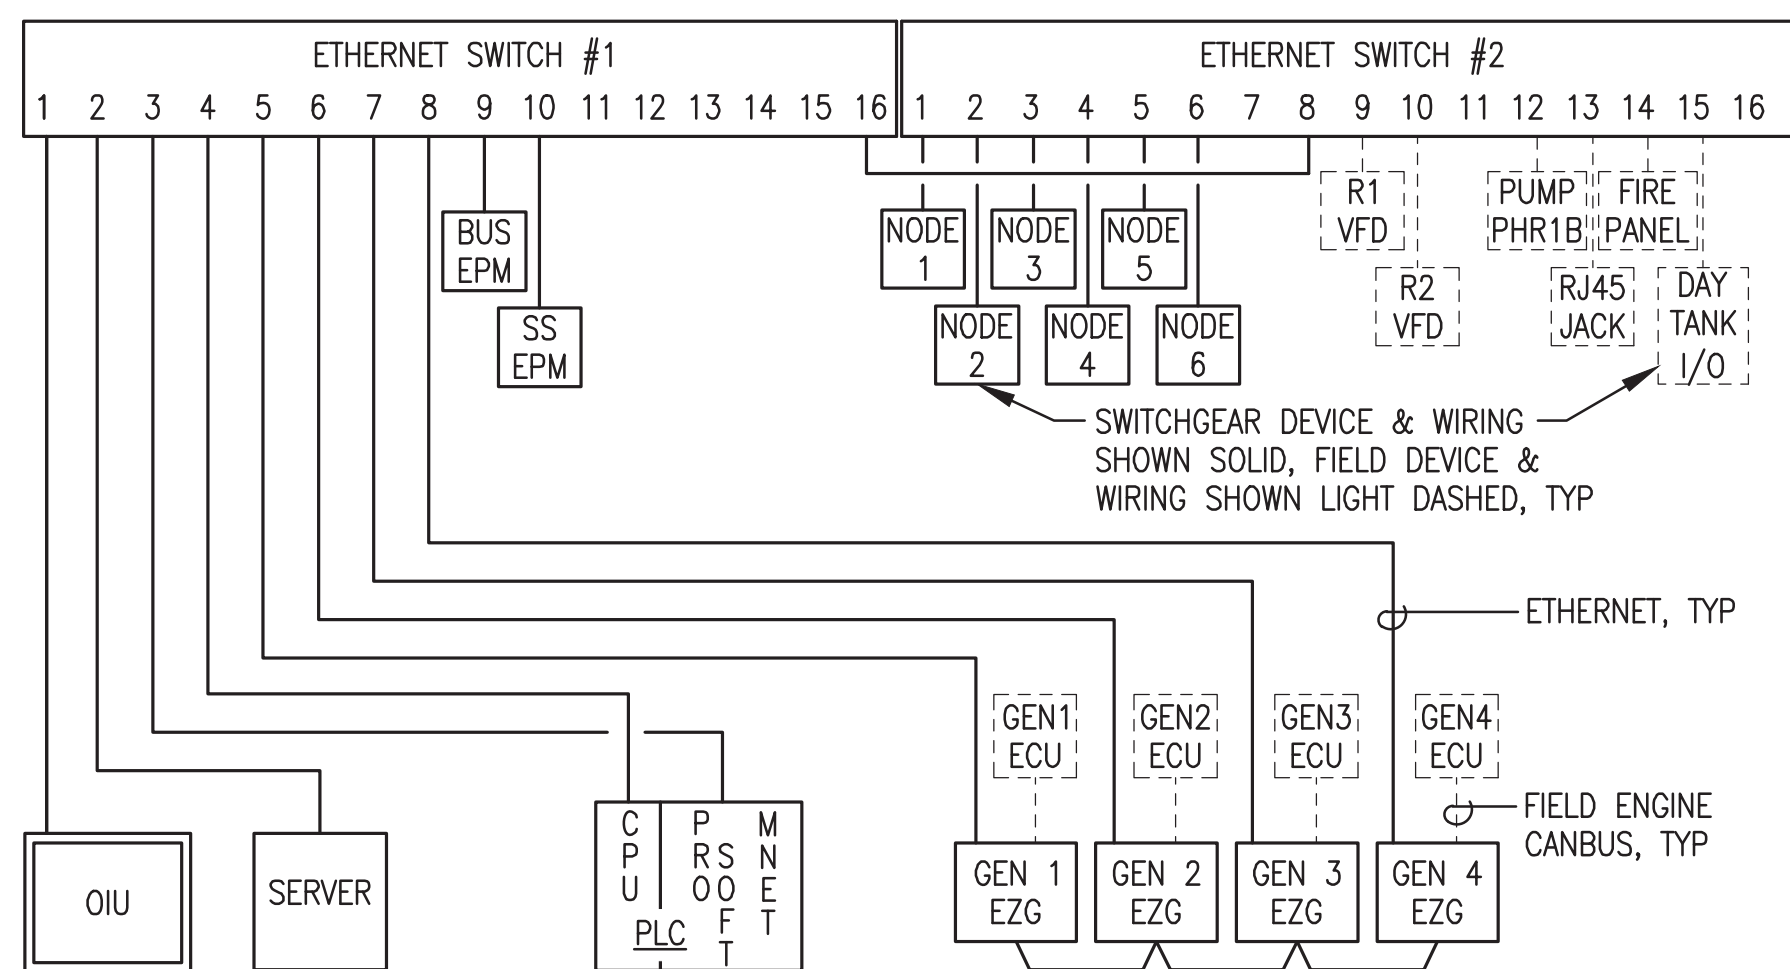 ETHERNET SWITCH #1
1 2 3 4 5 6 7 8 9 10 11 12 13 14 15 16
ETHERNET SWITCH #2
1 2 3 4 5 6 7 8 9 10 11 12 13 14 15 16
BUS
EPM
SS
EPM
NODE
1
NODE
2
NODE
3
NODE
4
NODE
5
NODE
6
R1
VFD
R2
VFD
PUMP
PHR1B
RJ45
JACK
FIRE
PANEL
DAY
TANK
I/O
SWITCHGEAR DEVICE & WIRING
SHOWN SOLID, FIELD DEVICE &
WIRING SHOWN LIGHT DASHED, TYP
ETHERNET, TYP
GEN1
ECU
GEN2
ECU
GEN3
ECU
GEN4
ECU
FIELD ENGINE
CANBUS, TYP
OIU
SERVER
CPU
PRO
SOFT
MNET
PLC
GEN 1
EZG
GEN 2
EZG
GEN 3
EZG
GEN 4
EZG